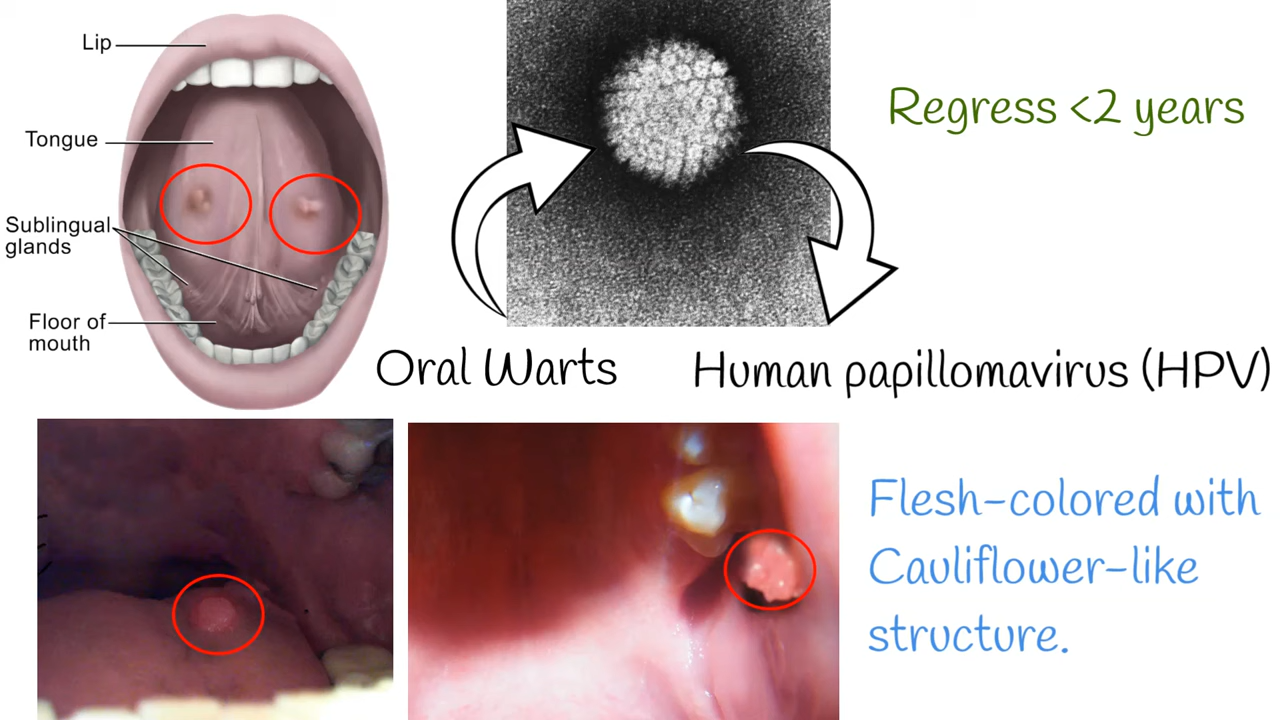 Lip
Tongue
Sublingual
glands
Floor of
mouth
Regress <2 years
Oral Warts
Human papillomavirus (HPV)
Flesh-colored with
Cauliflower-like
structure.